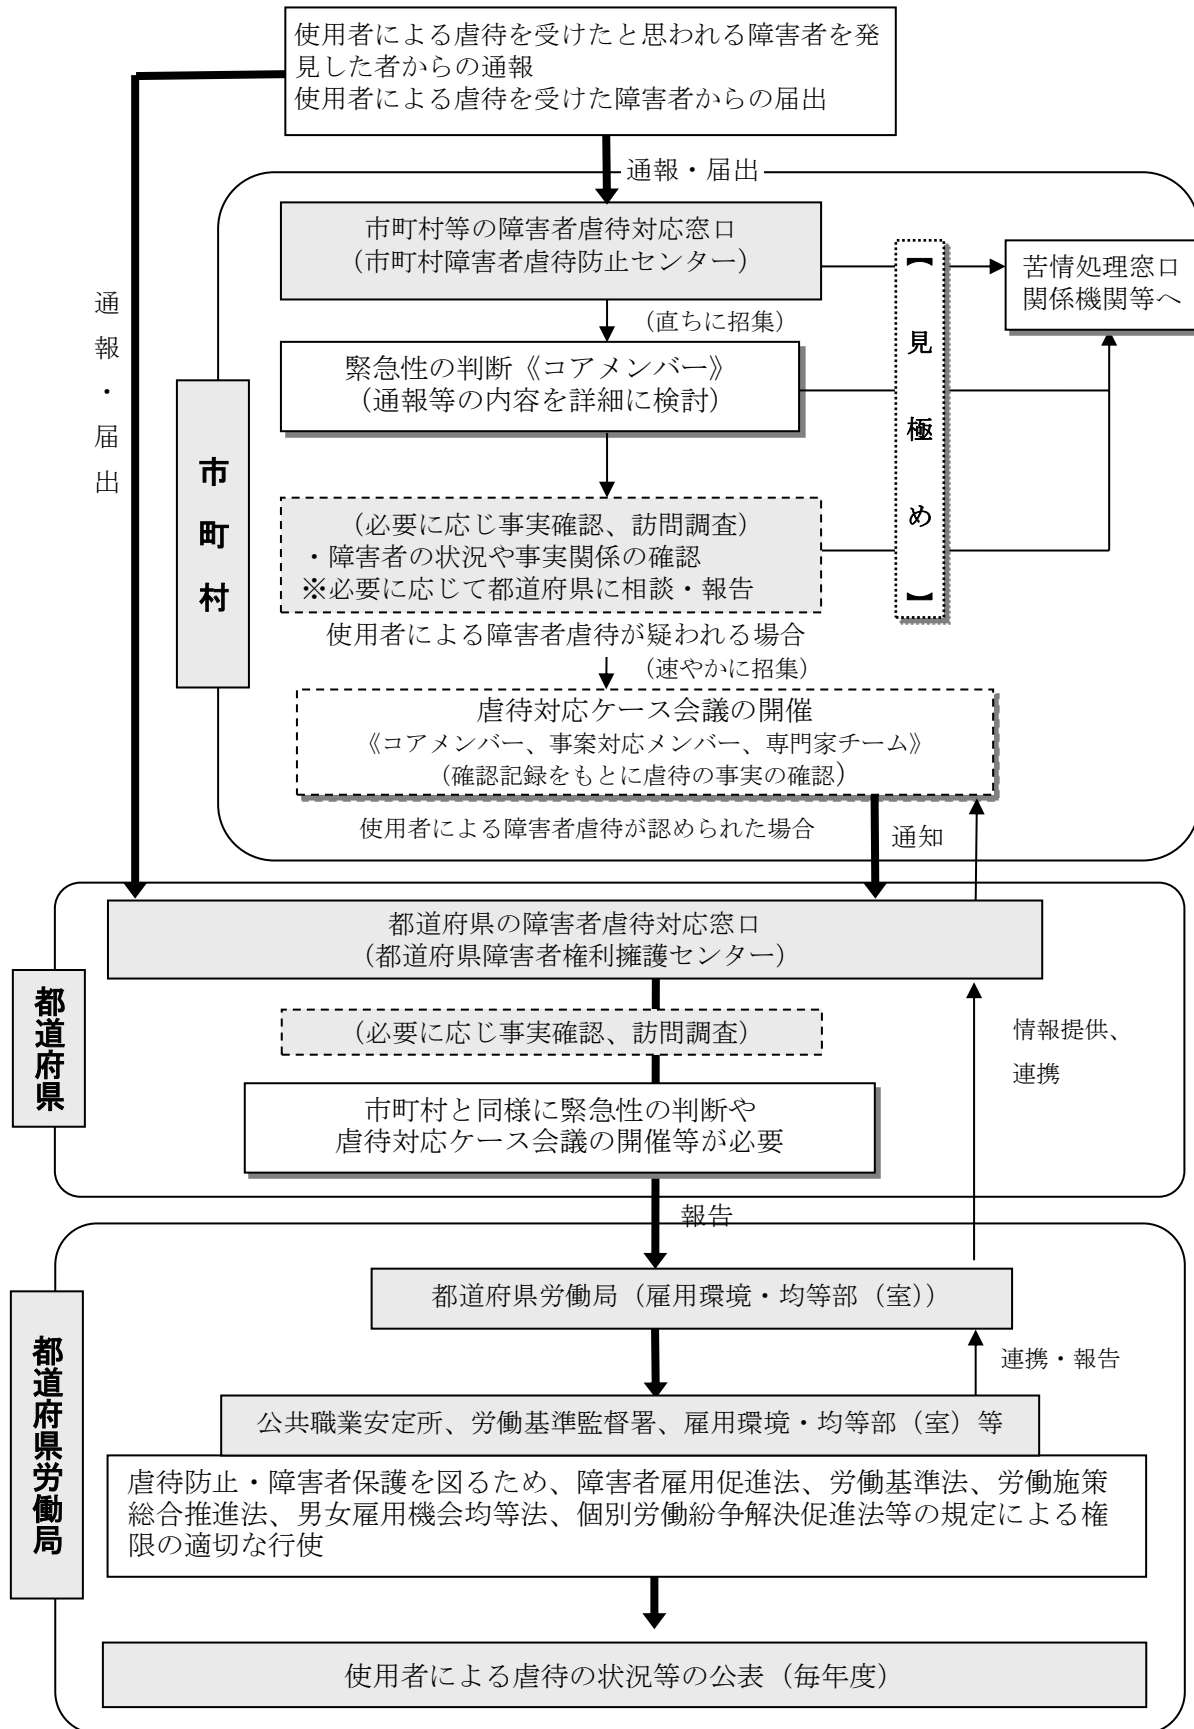 使用者による虐待を受けたと思われる障害者を発
見した者からの通報
使用者による虐待を受けた障害者からの届出
通報・届出
通報・届出
市町村
市町村等の障害者虐待対応窓口
（市町村障害者虐待防止センター）
（直ちに招集）
緊急性の判断《コアメンバー》
（通報等の内容を詳細に検討）
【見極め】
苦情処理窓口
関係機関等へ
（必要に応じ事実確認、訪問調査）
・障害者の状況や事実関係の確認
※必要に応じて都道府県に相談・報告
使用者による障害者虐待が疑われる場合
（速やかに招集）
虐待対応ケース会議の開催
《コアメンバー、事案対応メンバー、専門家チーム》
（確認記録をもとに虐待の事実の確認）
使用者による障害者虐待が認められた場合
通知
都道府県
都道府県の障害者虐待対応窓口
（都道府県障害者権利擁護センター）
（必要に応じ事実確認、訪問調査）
市町村と同様に緊急性の判断や
虐待対応ケース会議の開催等が必要
情報提供、
連携
報告
都道府県労働局
都道府県労働局（雇用環境・均等部（室））
連携・報告
公共職業安定所、労働基準監督署、雇用環境・均等部（室）等
虐待防止・障害者保護を図るため、障害者雇用促進法、労働基準法、労働施策
総合推進法、男女雇用機会均等法、個別労働紛争解決促進法等の規定による権
限の適切な行使
使用者による虐待の状況等の公表（毎年度）